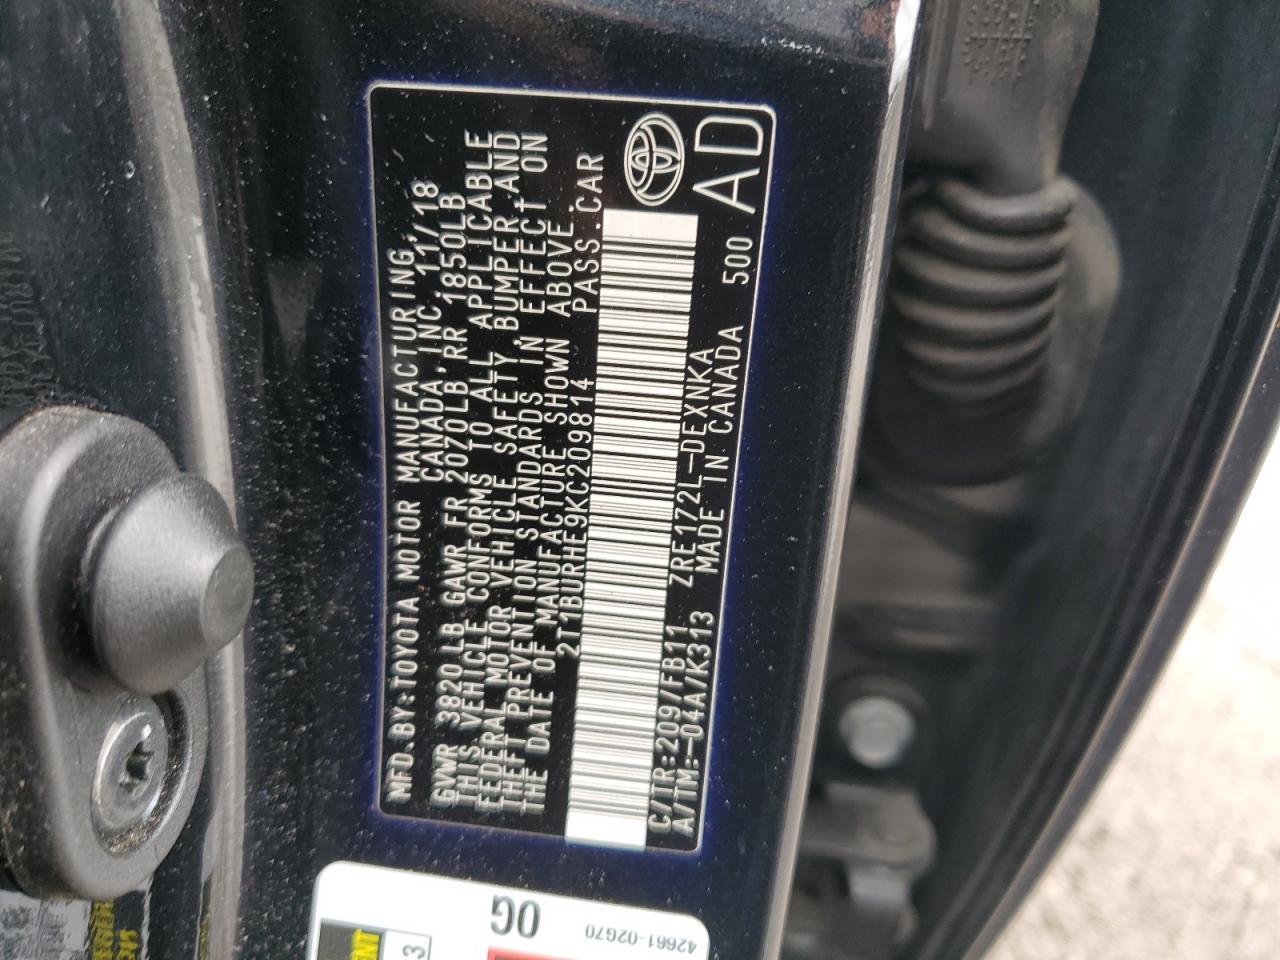 MFD.BY:TOYOTA MOTOR MANUFACTURING,
CANADA, INC. 11/18
GVWR 3820 LB GAWR FR 2070LB RR 1850LB
THIS VEHICLE CONFORMS TO ALL APPLICABLE
FEDERAL MOTOR VEHICLE SAFETY, BUMPER, AND
THEFT PREVENTION STANDARDS IN EFFECT ON
THE DATE OF MANUFACTURE SHOWN ABOVE.
2T1BURHE9KC209814 PASS.CAR
C/TR:209/FB11 ZRE172L-DEXNKA
A/TM:-04A/K313 MADE IN CANADA 500
AD
0G
42661-02G70
3